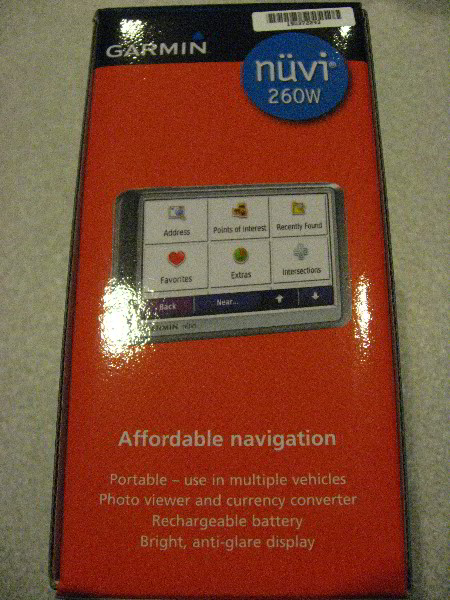 GARMIN
nüvi
260W
Address
Points of Interest
Recently Found
Favorites
Extras
Intersections
Back
Near...
Affordable navigation
Portable – use in multiple vehicles
Photo viewer and currency converter
Rechargeable battery
Bright, anti-glare display